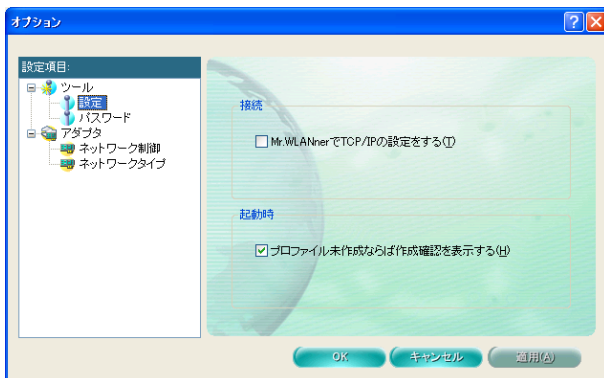 オプション
設定項目:
ツール
設定
パスワード
アダプタ
ネットワーク制御
ネットワークタイプ
接続
Mr.WLANnerでTCP/IPの設定をする(T)
起動時
プロファイル未作成ならば作成確認を表示する(H)
OK
キャンセル
適用(A)